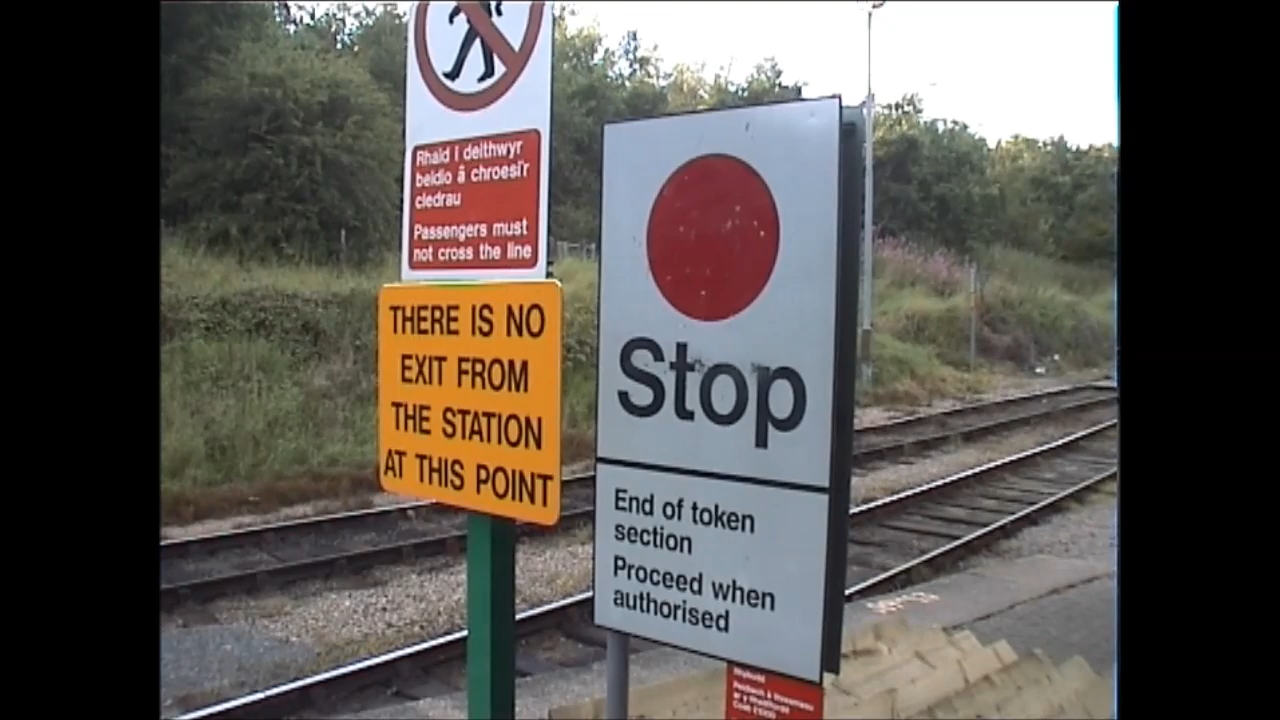 Rhaid i deithwyr
beidio â chroesi'r
cledrau
Passengers must
not cross the line
THERE IS NO
EXIT FROM
THE STATION
AT THIS POINT
Stop
End of token
section
Proceed when
authorised